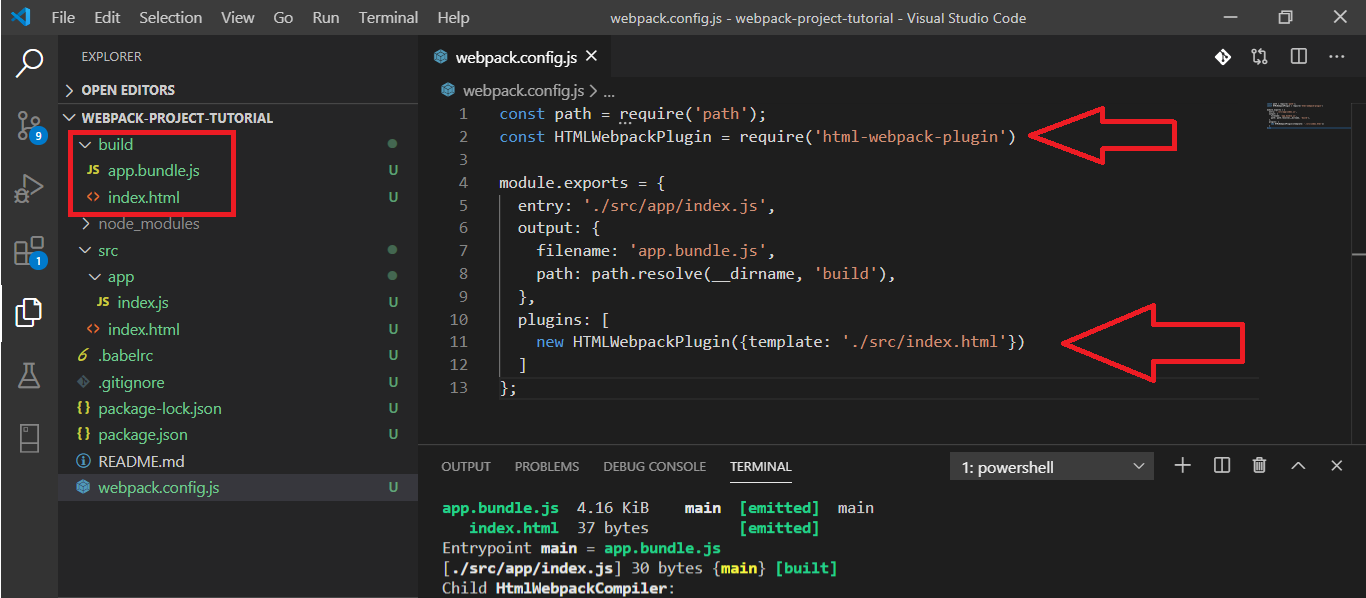 File Edit Selection View Go Run Terminal Help
webpack.config.js - webpack-project-tutorial - Visual Studio Code
9
1
EXPLORER
OPEN EDITORS
WEBPACK-PROJECT-TUTORIAL
build
JS app.bundle.js U
<> index.html U
node_modules
src
app
JS index.js U
<> index.html U
.babelrc U
.gitignore U
{} package-lock.json U
{} package.json U
README.md
webpack.config.js U
webpack.config.js
webpack.config.js > ...
1 const path = require('path');
2 const HTMLWebpackPlugin = require('html-webpack-plugin')
3
4 module.exports = {
5 entry: './src/app/index.js',
6 output: {
7 filename: 'app.bundle.js',
8 path: path.resolve(__dirname, 'build'),
9 },
10 plugins: [
11 new HTMLWebpackPlugin({template: './src/index.html'})
12 ]
13 };
OUTPUT PROBLEMS DEBUG CONSOLE TERMINAL
1: powershell
app.bundle.js 4.16 KiB main [emitted] main
index.html 37 bytes [emitted]
Entrypoint main = app.bundle.js
[./src/app/index.js] 30 bytes {main} [built]
Child HtmlWebpackCompiler: